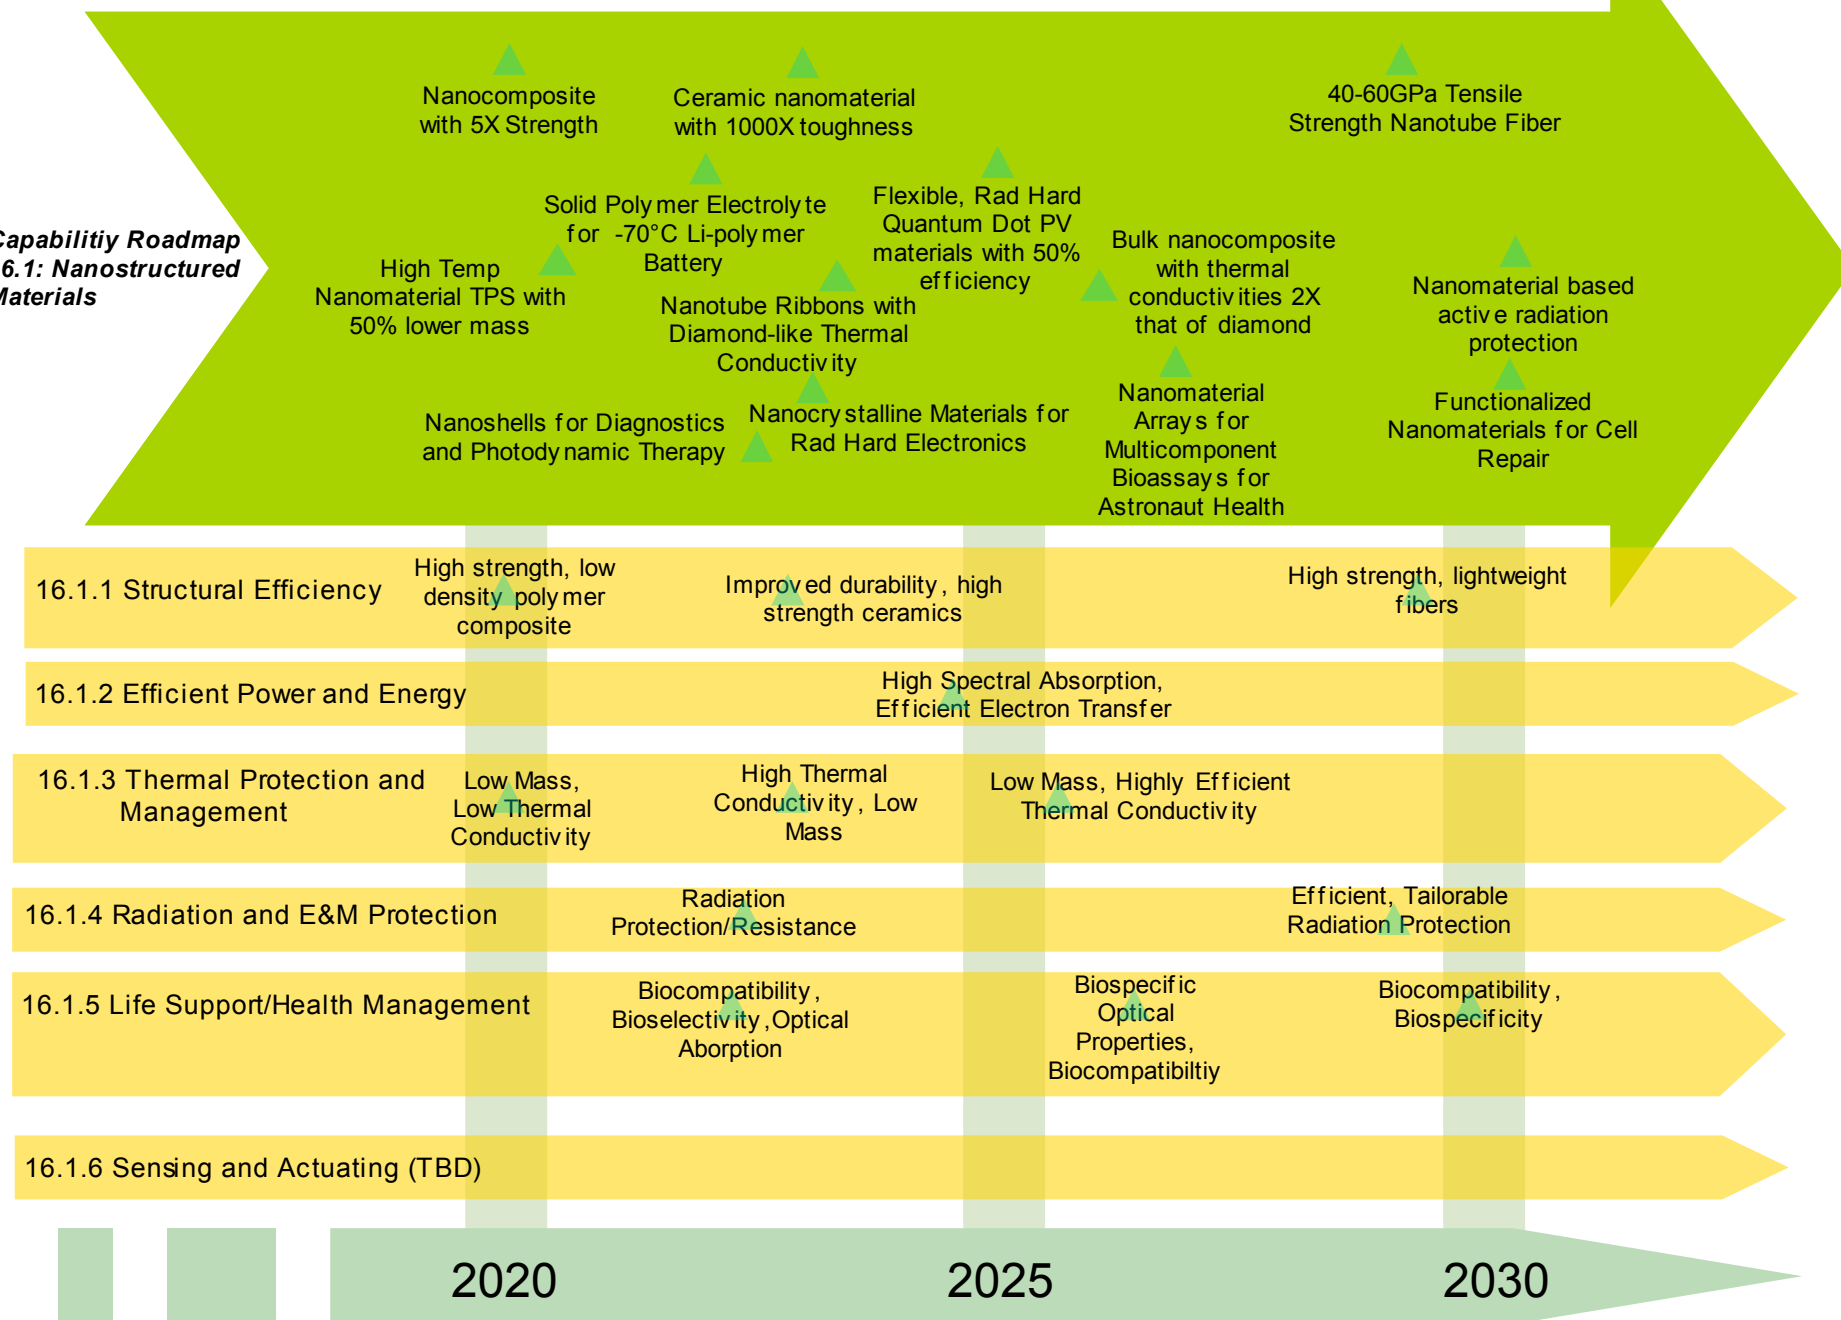 Capabilitiy Roadmap
6.1: Nanostructured
Materials
Nanocomposite
with 5X Strength
Ceramic nanomaterial
with 1000X toughness
40-60GPa Tensile
Strength Nanotube Fiber
Solid Polymer Electrolyte
for -70°C Li-polymer
Battery
Flexible, Rad Hard
Quantum Dot PV
materials with 50%
efficiency
High Temp
Nanomaterial TPS with
50% lower mass
Nanotube Ribbons with
Diamond-like Thermal
Conductivity
Bulk nanocomposite
with thermal
conductivities 2X
that of diamond
Nanomaterial based
active radiation
protection
Nanoshells for Diagnostics
and Photodynamic Therapy
Nanocrystalline Materials for
Rad Hard Electronics
Nanomaterial
Arrays for
Multicomponent
Bioassays for
Astronaut Health
Functionalized
Nanomaterials for Cell
Repair
16.1.1 Structural Efficiency
High strength, low
density polymer
composite
Improved durability, high
strength ceramics
High strength, lightweight
fibers
16.1.2 Efficient Power and Energy
High Spectral Absorption,
Efficient Electron Transfer
16.1.3 Thermal Protection and
Management
Low Mass,
Low Thermal
Conductivity
High Thermal
Conductivity, Low
Mass
Low Mass, Highly Efficient
Thermal Conductivity
16.1.4 Radiation and E&M Protection
Radiation
Protection/Resistance
Efficient, Tailorable
Radiation Protection
16.1.5 Life Support/Health Management
Biocompatibility,
Bioselectivity,Optical
Aborption
Biospecific
Optical
Properties,
Biocompatibiltiy
Biocompatibility,
Biospecificity
16.1.6 Sensing and Actuating (TBD)
2020
2025
2030